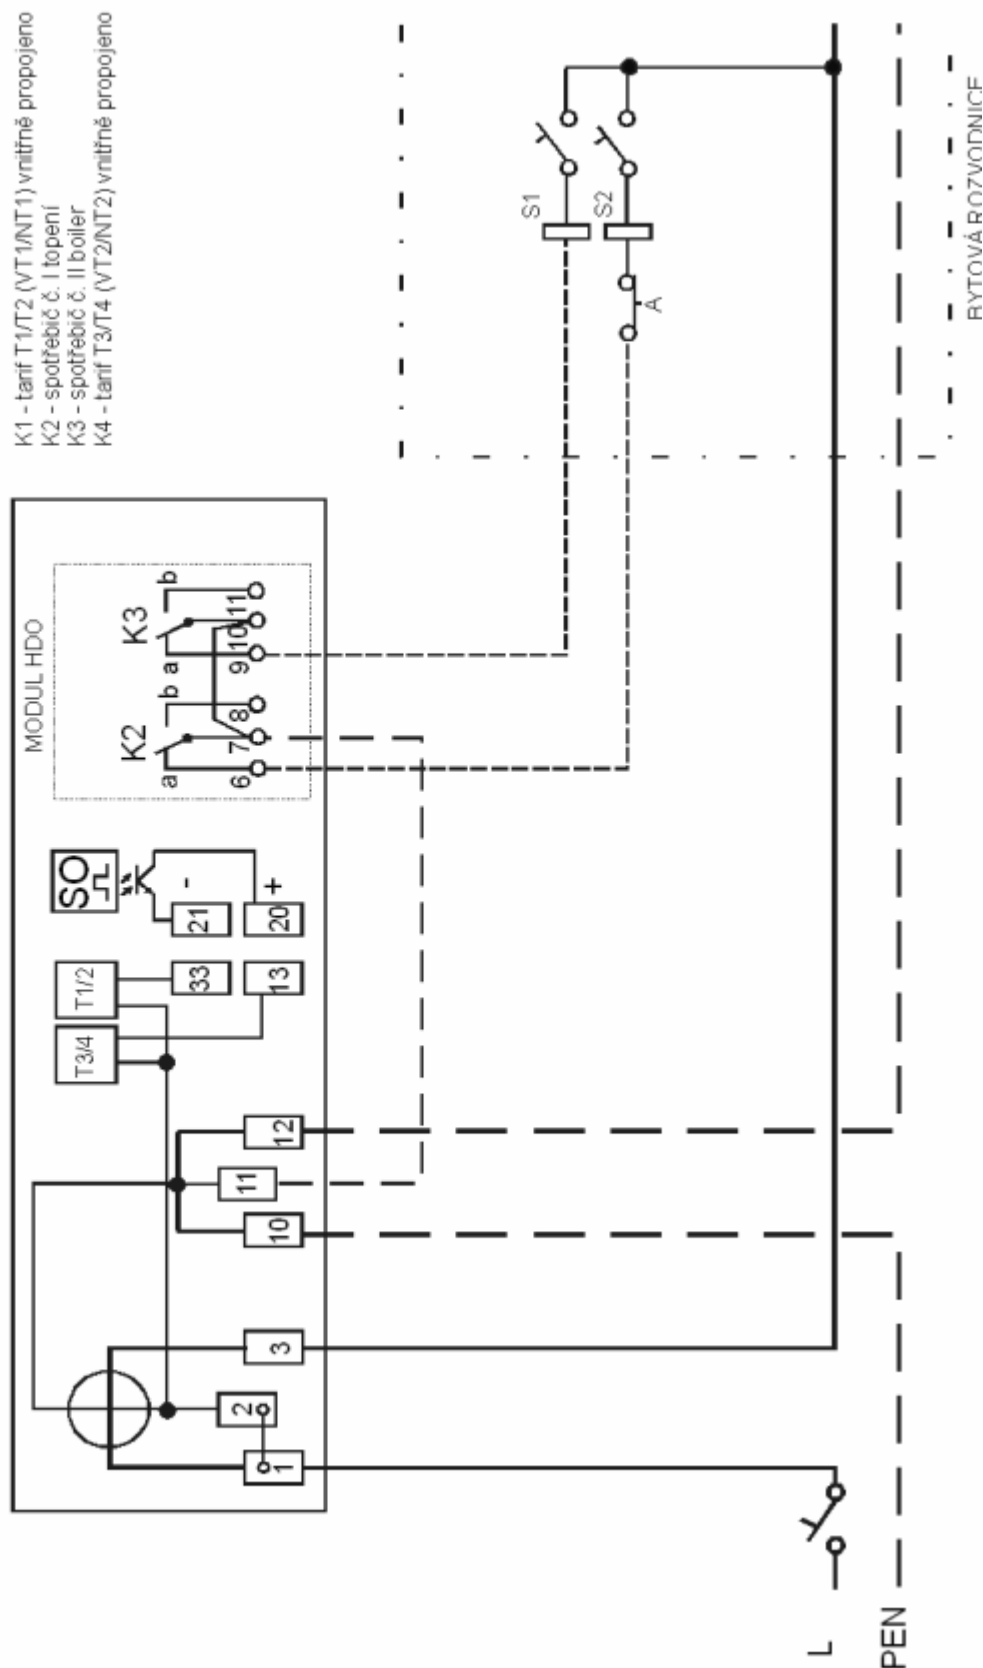 K1 - tarif T1/T2 (VT1/NT1) vnitřně propojeno
K2 - spotřebič č. I topení
K3 - spotřebič č. II boiler
K4 - tarif T3/T4 (VT2/NT2) vnitřně propojeno
MODUL HDO
K2
K3
a
b
a
b
6
7
8
9
10
11
SO
T3/4
T1/2
21
-
20
+
33
13
1
2
3
10
11
12
S1
S2
A
BYTOVÁ ROZVODNICE
L
PEN